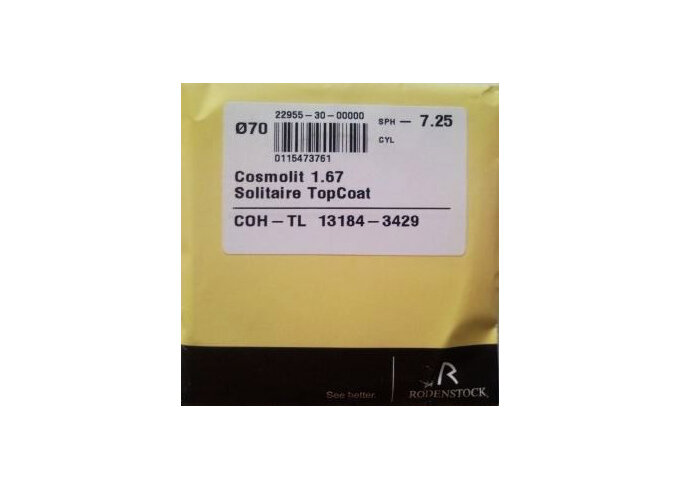 22955-30-00000
Ø70
SPH - 7.25
CYL
0115473761
Cosmolit 1.67
Solitaire TopCoat
COH-TL 13184-3429
R
See better.
RODENSTOCK